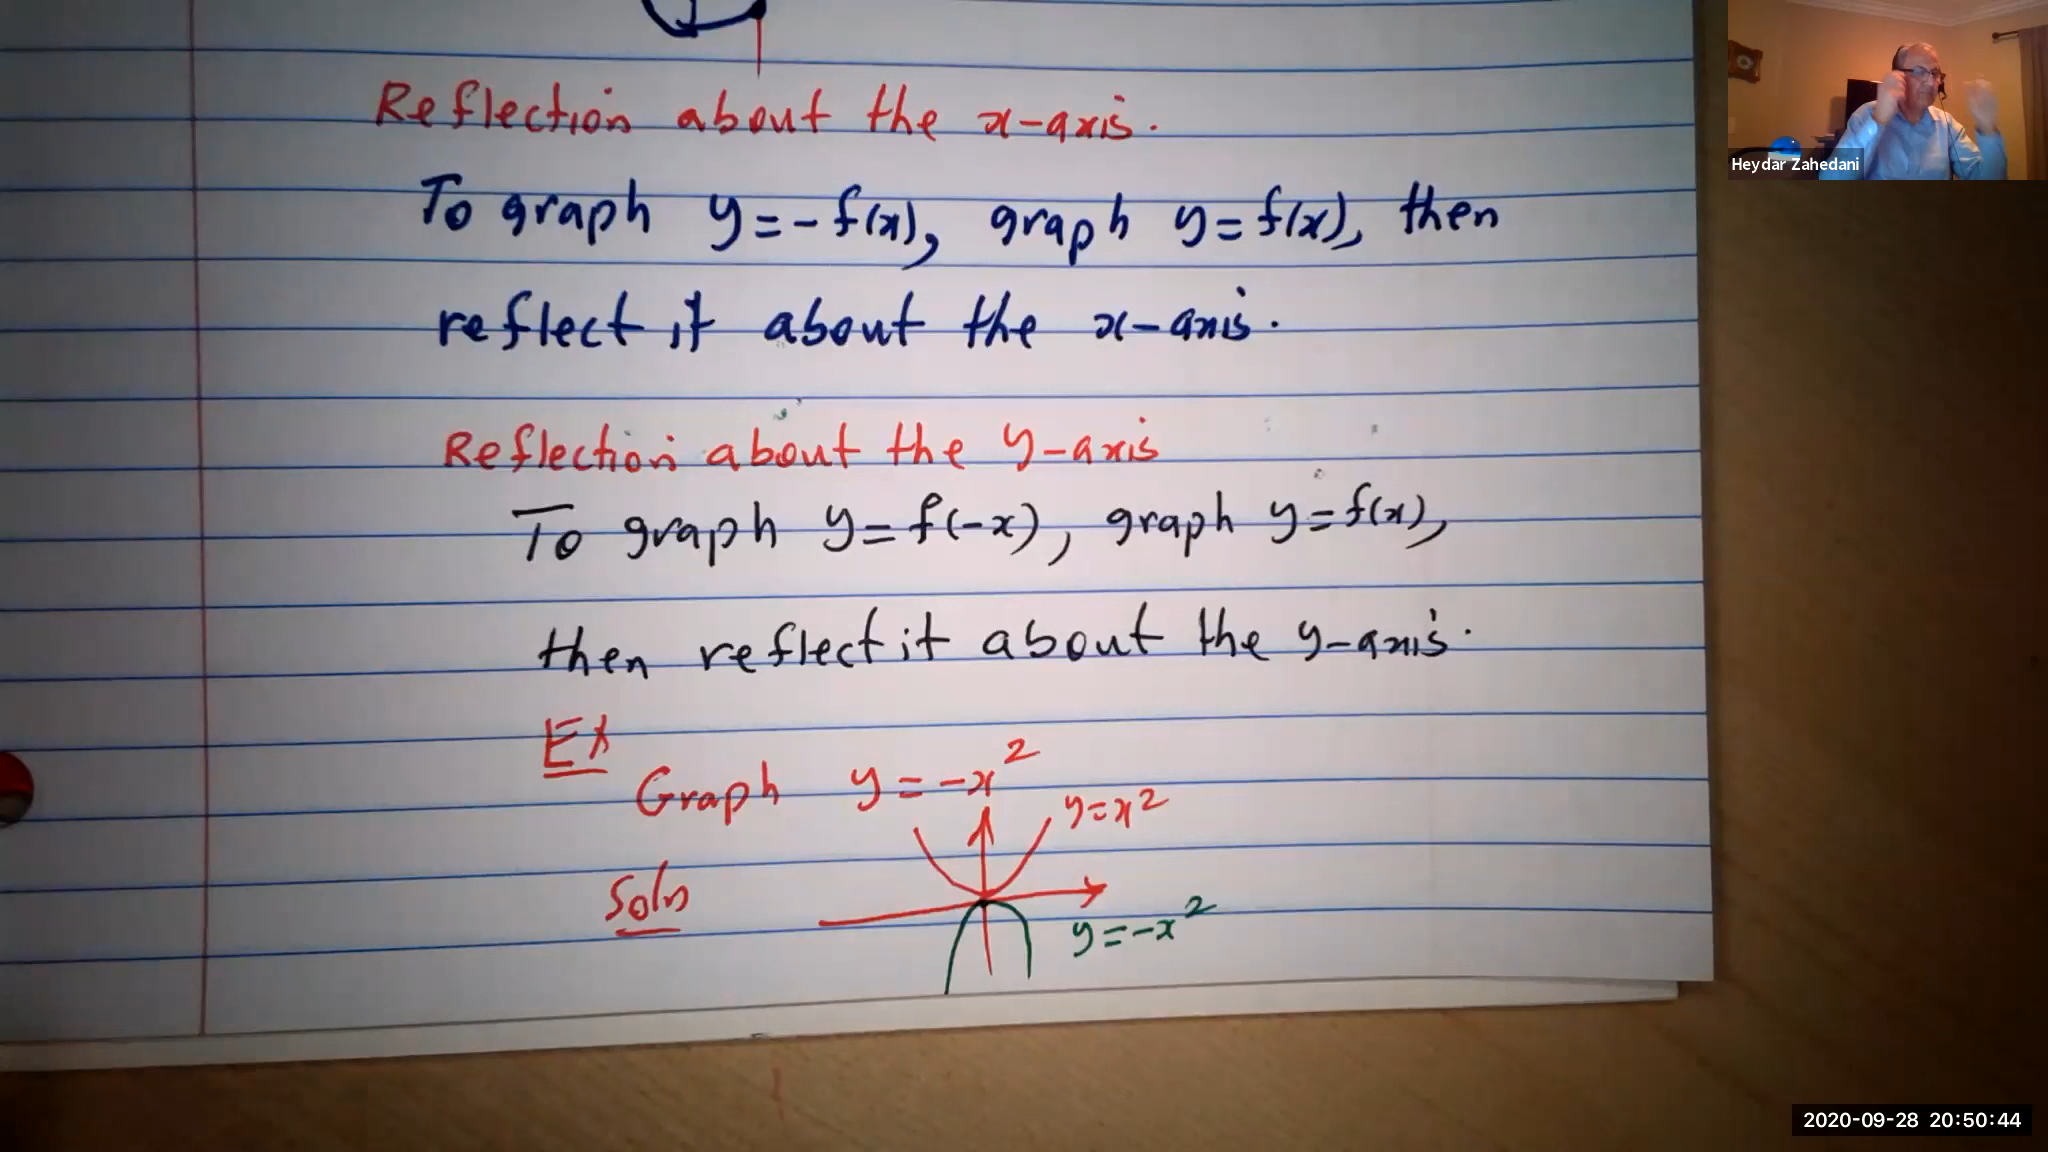 Reflection about the x-axis.
To graph y=-f(x), graph y=f(x), then
reflect it about the x-axis.
Reflection about the y-axis
To graph y=f(-x), graph y=f(x),
then reflect it about the y-axis.
Ex
Graph y=-x²
y=x²
Soln
y=-x²
Heydar Zahedani
2020-09-28 20:50:44